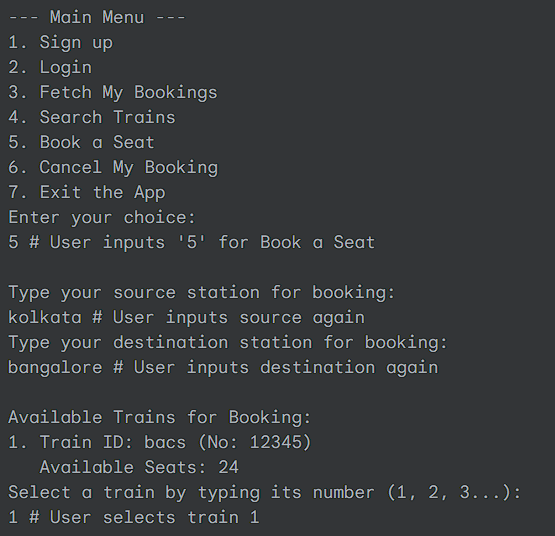 --- Main Menu ---
1. Sign up
2. Login
3. Fetch My Bookings
4. Search Trains
5. Book a Seat
6. Cancel My Booking
7. Exit the App
Enter your choice:
5 # User inputs '5' for Book a Seat
Type your source station for booking:
kolkata # User inputs source again
Type your destination station for booking:
bangalore # User inputs destination again
Available Trains for Booking:
1. Train ID: bacs (No: 12345)
Available Seats: 24
Select a train by typing its number (1, 2, 3...):
1 # User selects train 1